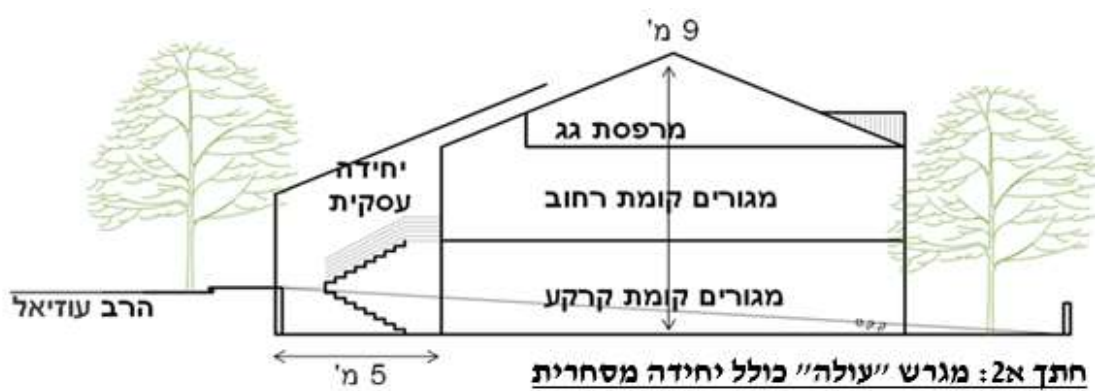 9 מ'
מרפסת גג
יחידה
עסקית
מגורים קומת רחוב
מגורים קומת קרקע
הרב עוזיאל
5 מ'
חתך א2: מגרש "עולה" כולל יחידה מסחרית